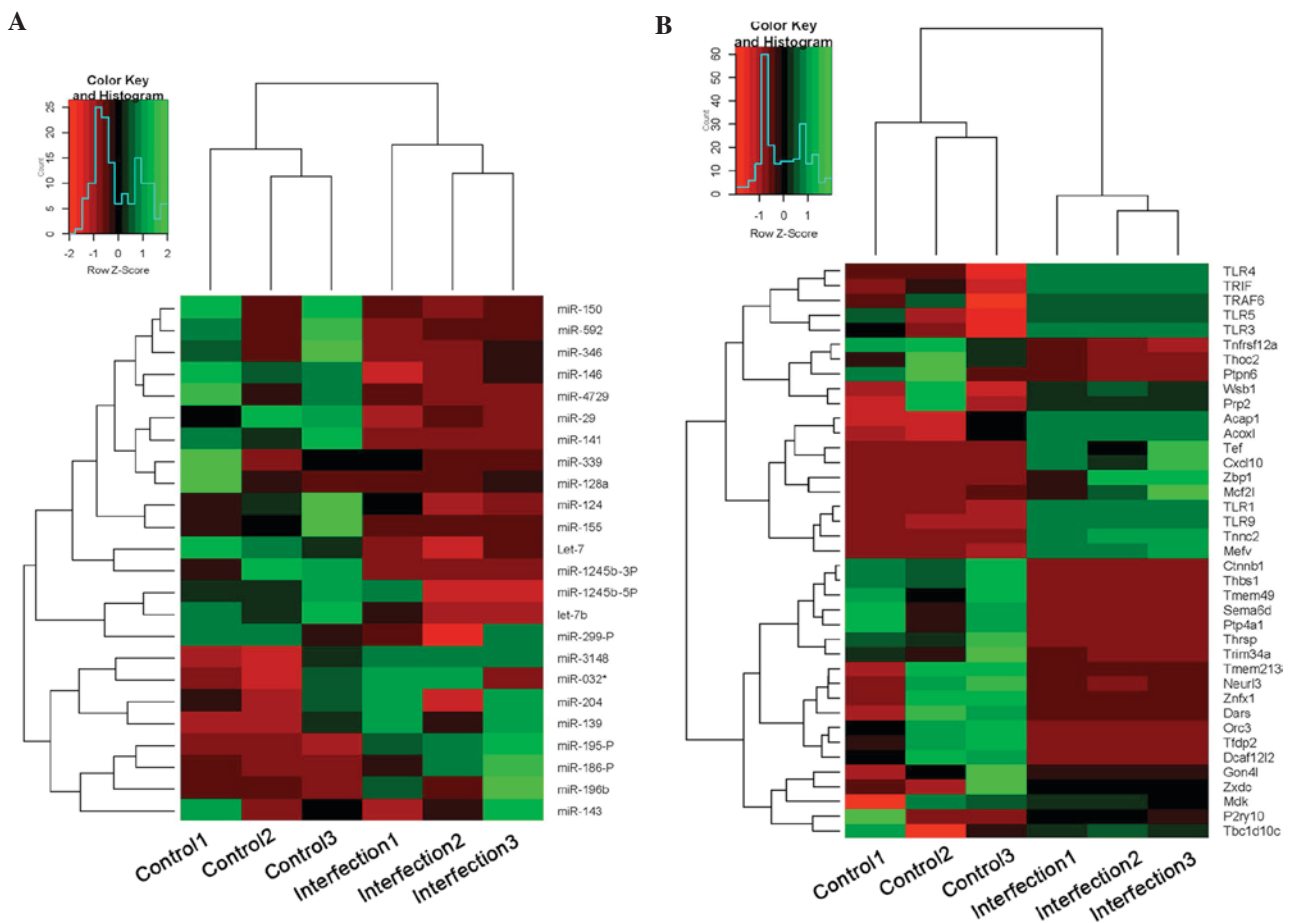 A
Color Key
and Histogram
Count
0 5 10 15 20 25
-2 -1 0 1 2
Row Z-Score
miR-150
miR-592
miR-346
miR-146
miR-4729
miR-29
miR-141
miR-339
miR-128a
miR-124
miR-155
Let-7
miR-1245b-3P
miR-1245b-5P
let-7b
miR-299-P
miR-3148
miR-032*
miR-204
miR-139
miR-195-P
miR-186-P
miR-196b
miR-143
Control1
Control2
Control3
Interfection1
Interfection2
Interfection3
B
Color Key
and Histogram
Count
0 10 20 30 40 50 60
-1 0 1
Row Z-Score
TLR4
TRIF
TRAF6
TLR5
TLR3
Tnfrsf12a
Thoc2
Ptpn6
Wsb1
Prp2
Acap1
Acoxl
Tef
Cxcl10
Zbp1
Mcf2l
TLR1
TLR9
Tnnc2
Mefv
Ctnnb1
Thbs1
Tmem49
Sema6d
Ptp4a1
Thrsp
Trim34a
Tmem213
Neurl3
Znfx1
Dars
Orc3
Tfdp2
Dcaf12l2
Gon4l
Zxdc
Mdk
P2ry10
Tbc1d10c
Control1
Control2
Control3
Interfection1
Interfection2
Interfection3